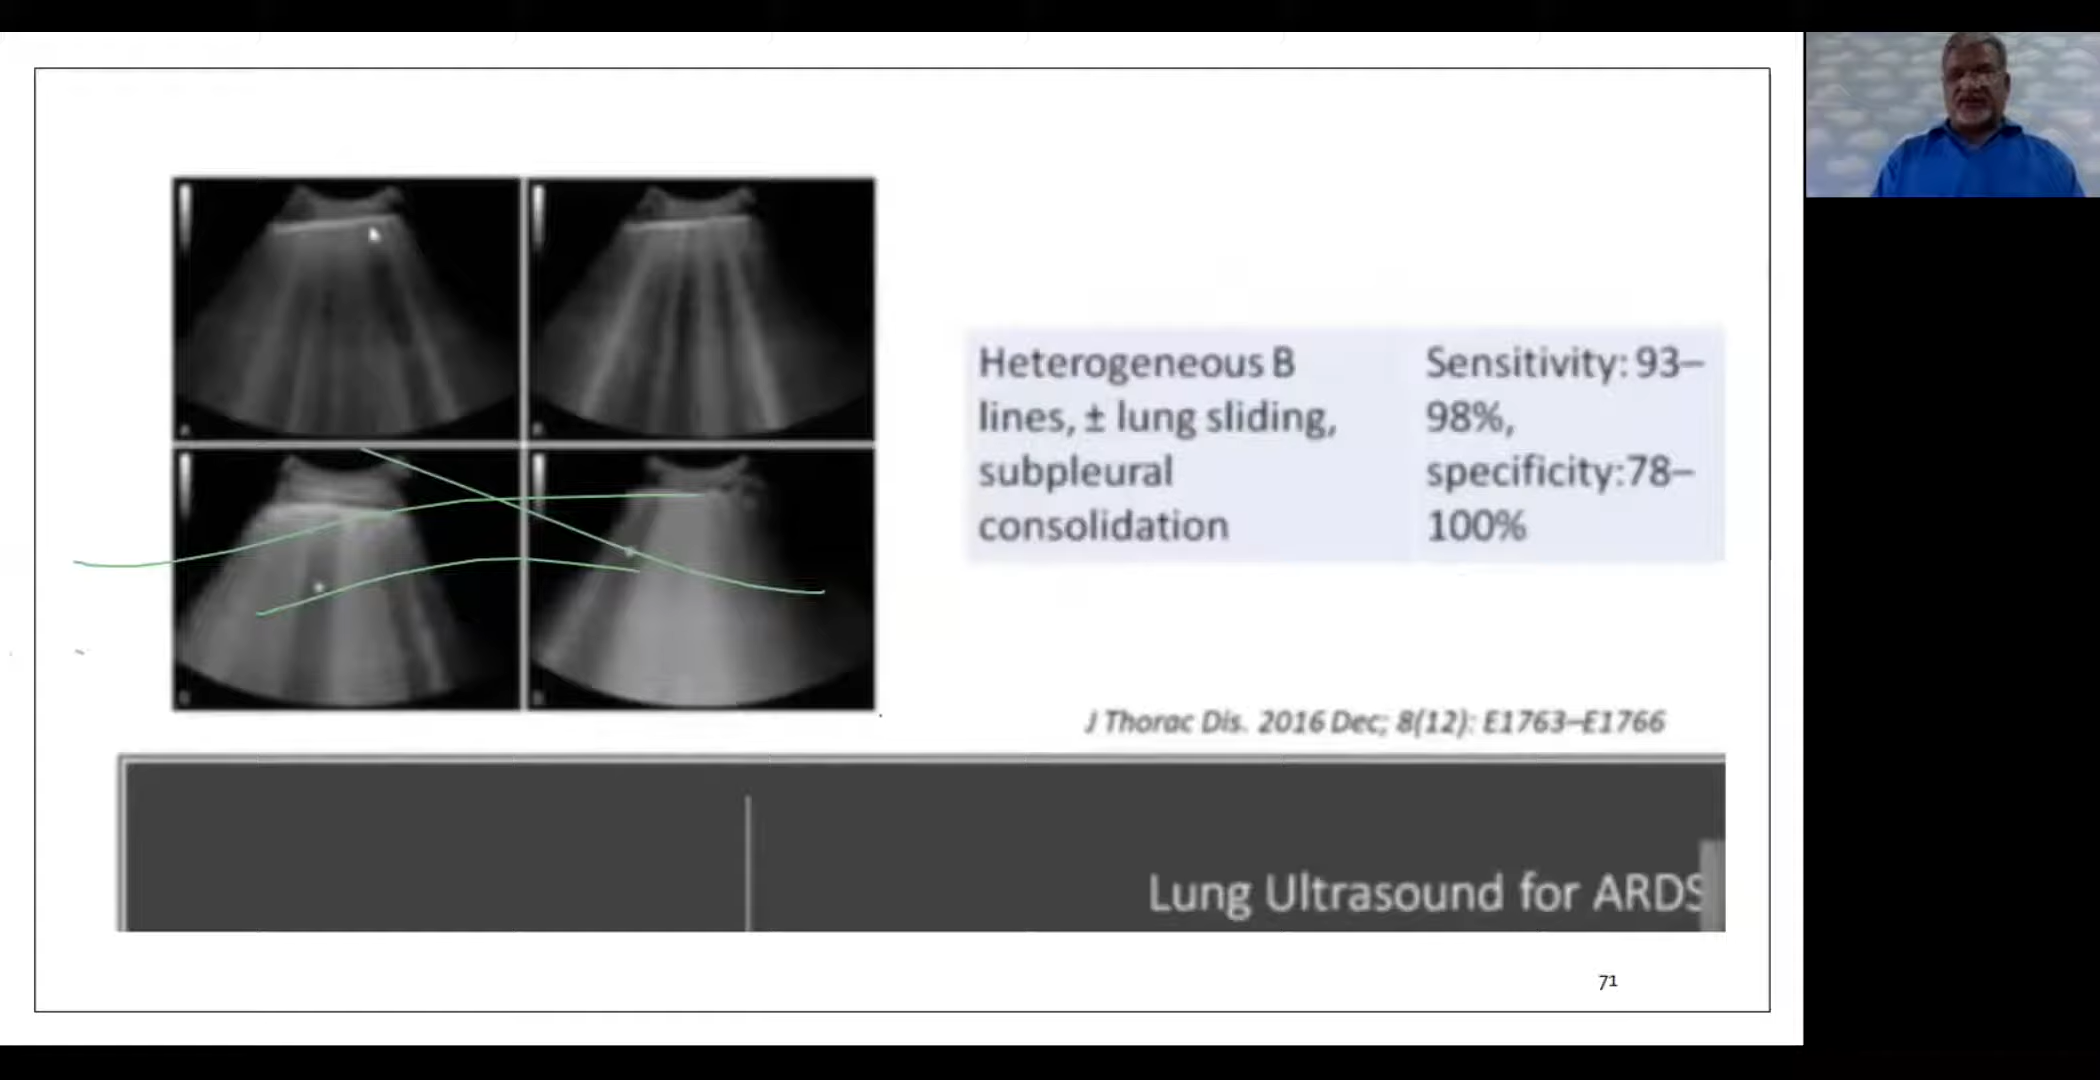 Heterogeneous B
lines, ± lung sliding,
subpleural
consolidation
Sensitivity: 93–
98%,
specificity:78–
100%
J Thorac Dis. 2016 Dec; 8(12): E1763–E1766
Lung Ultrasound for ARDS
71